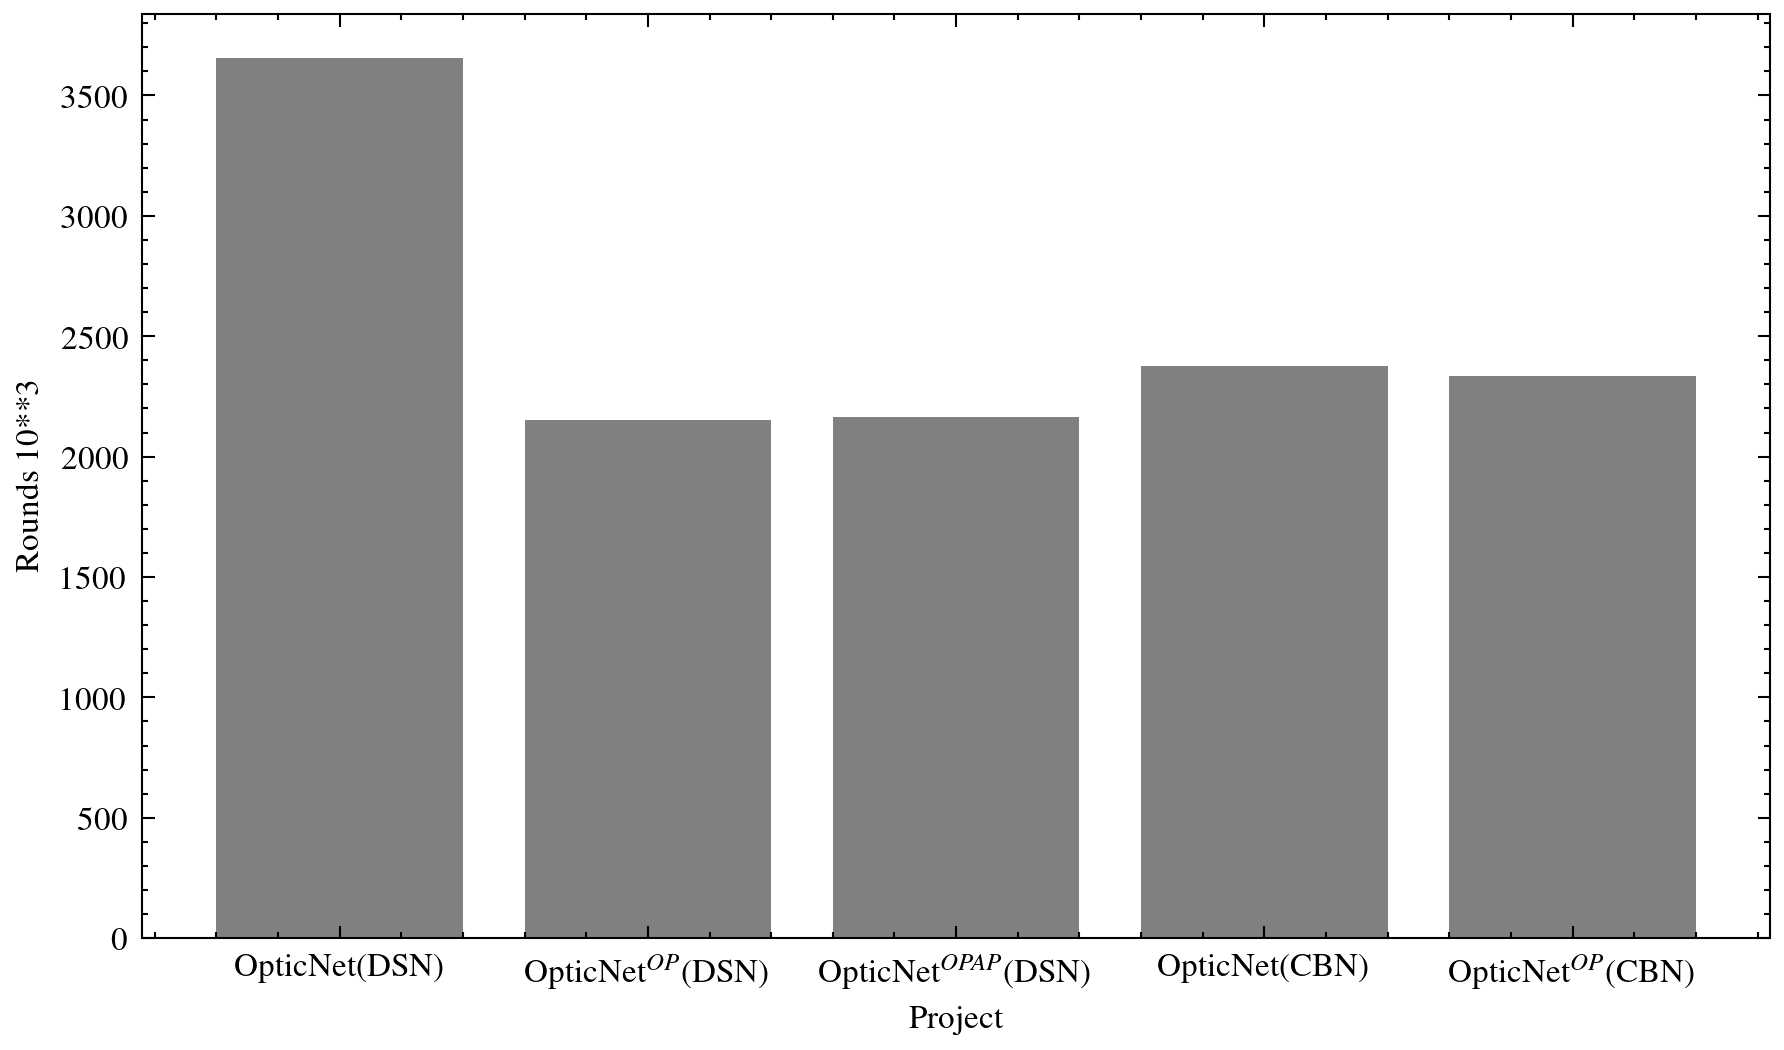 3500
3000
2500
2000
1500
1000
500
0
Rounds 10**3
OpticNet(DSN) OpticNet^OP(DSN) OpticNet^OPAP(DSN) OpticNet(CBN) OpticNet^OP(CBN)
Project